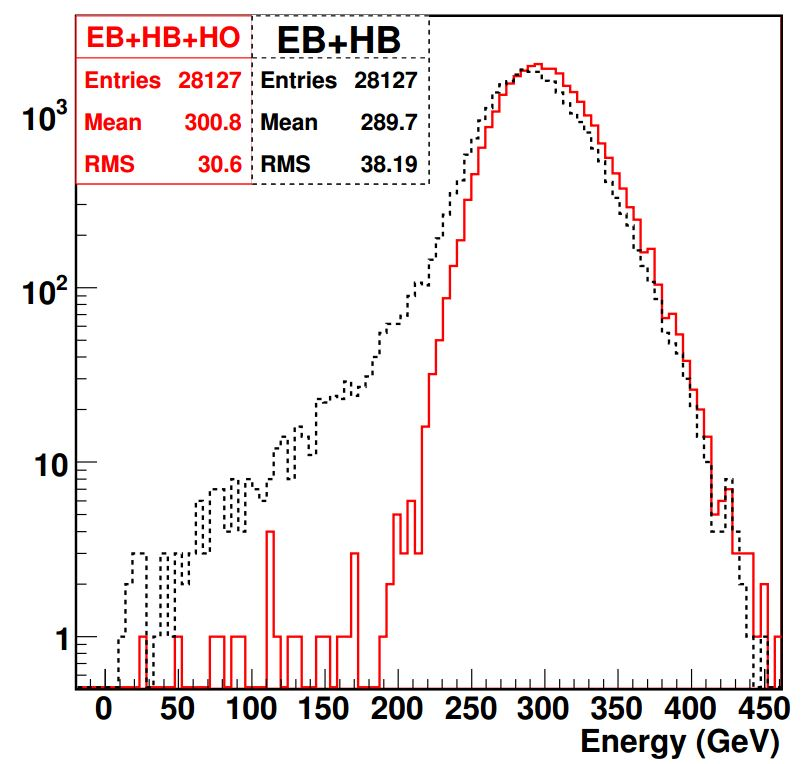 EB+HB+HO
Entries 28127
Mean 300.8
RMS 30.6
EB+HB
Entries 28127
Mean 289.7
RMS 38.19
10³
10²
10
1
0 50 100 150 200 250 300 350 400 450
Energy (GeV)